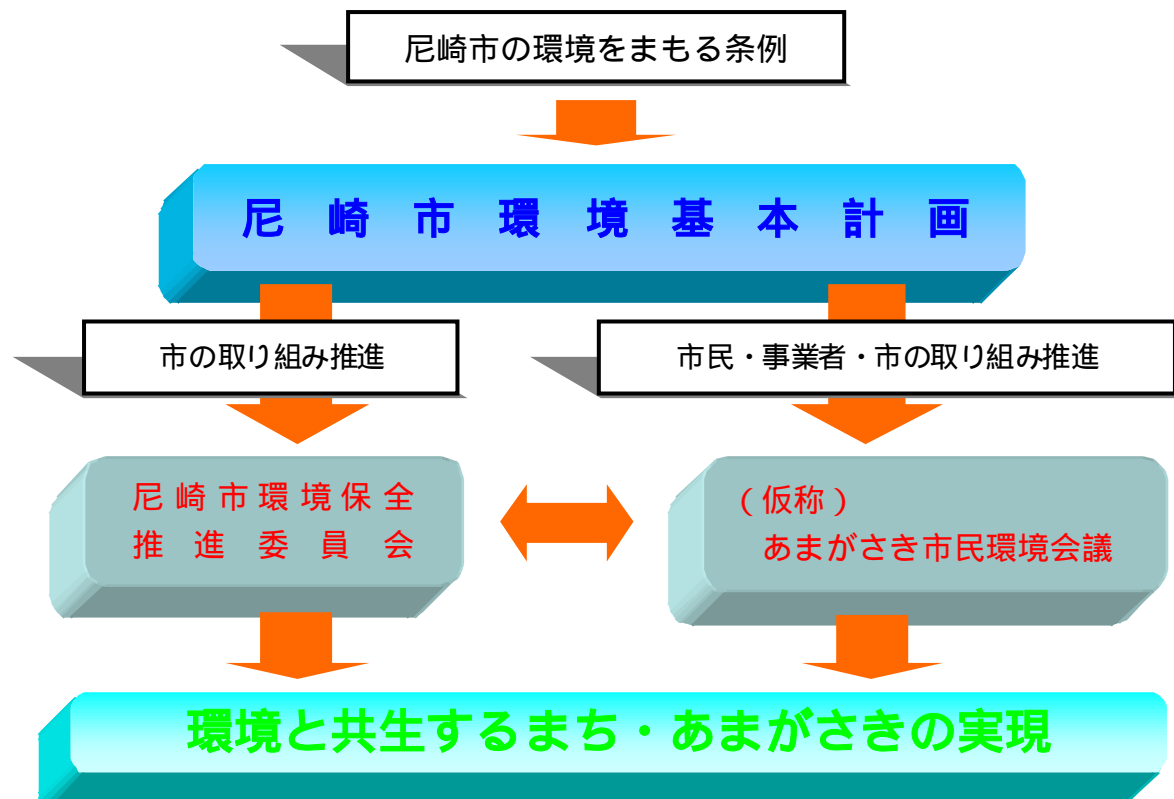 尼崎市の環境をまもる条例
尼崎市環境基本計画
市の取り組み推進
市民・事業者・市の取り組み推進
尼崎市環境保全
推進委員会
（仮称）
あまがさき市民環境会議
環境と共生するまち・あまがさきの実現